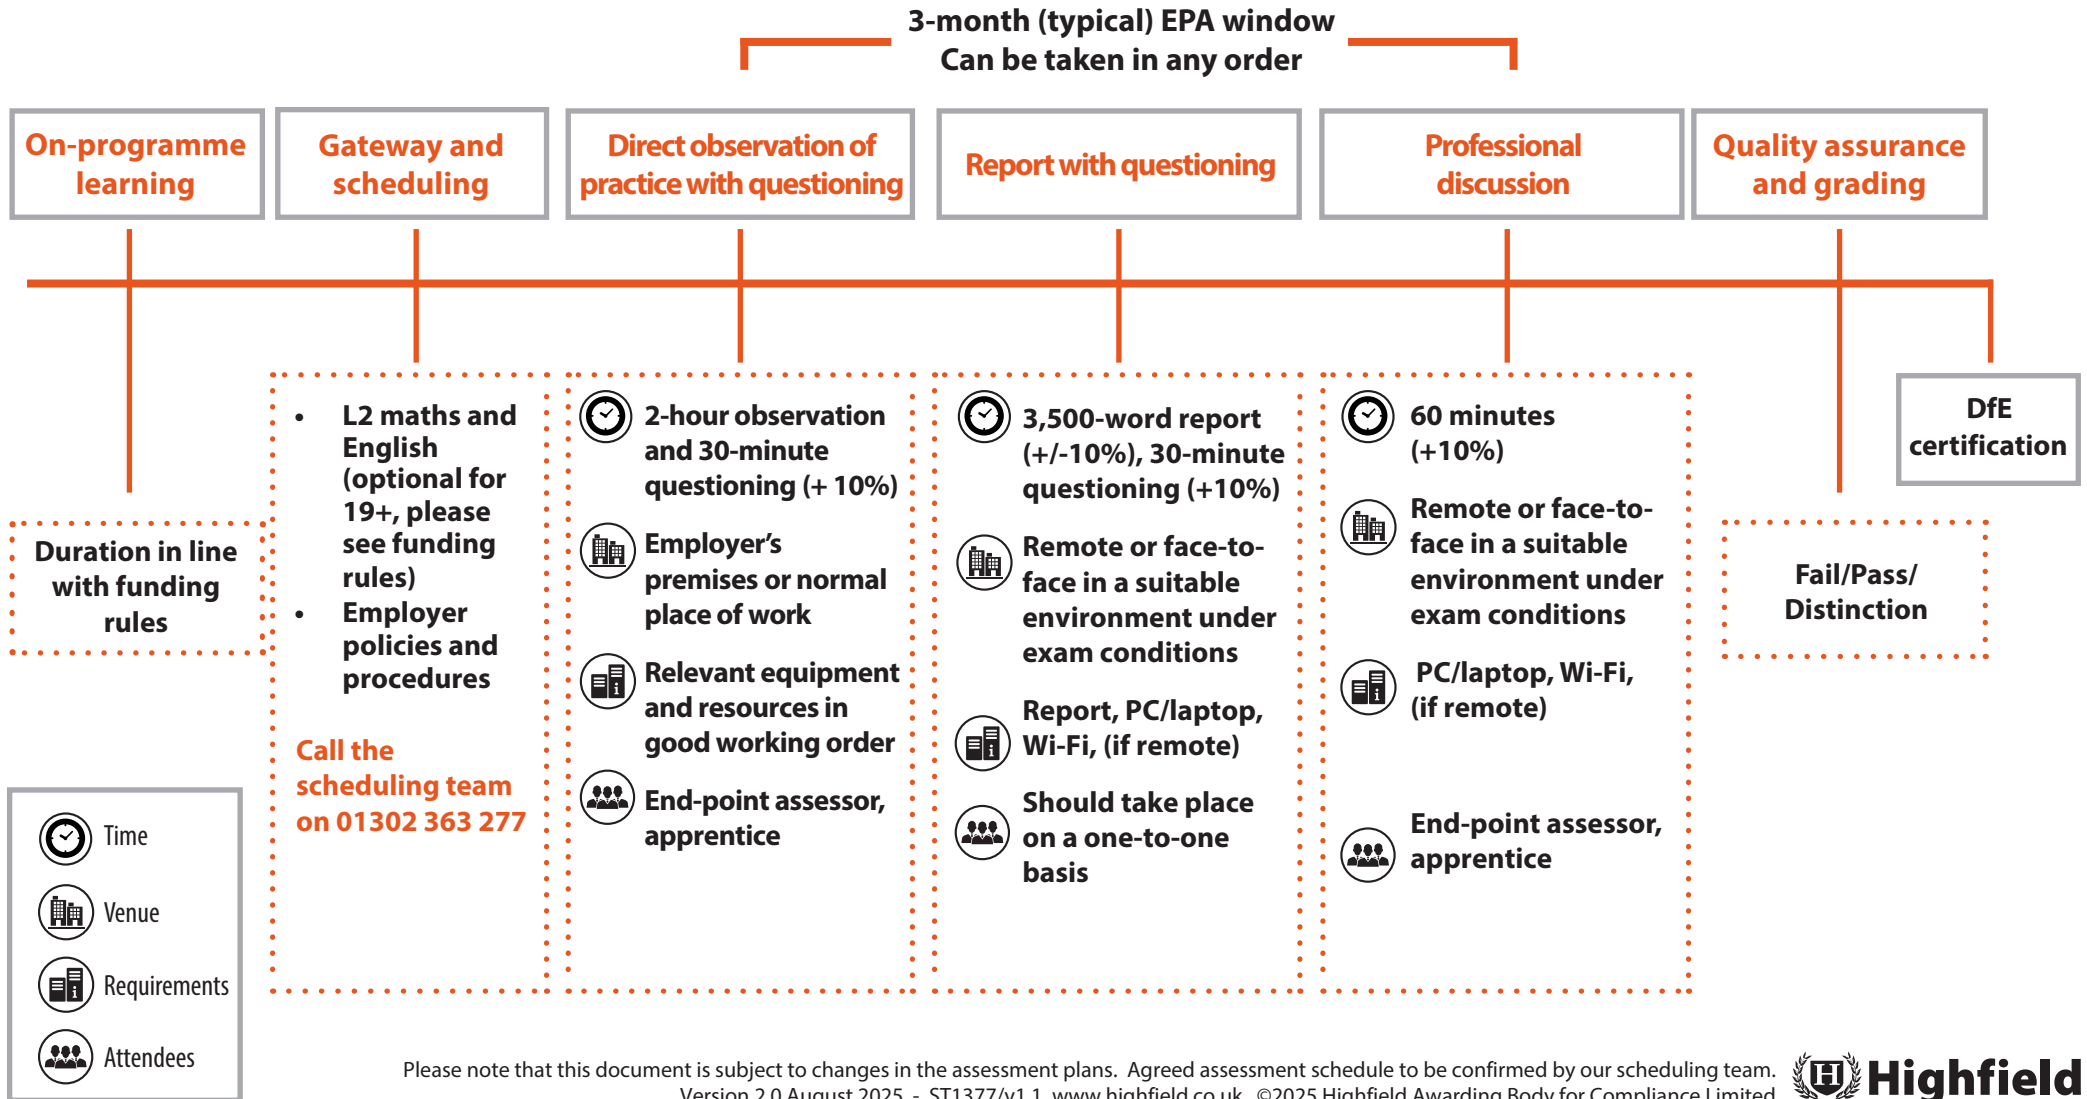 3-month (typical) EPA window
Can be taken in any order
On-programme
learning
Gateway and
scheduling
Direct observation of
practice with questioning
Report with questioning
Professional
discussion
Quality assurance
and grading
Duration in line
with funding
rules
• L2 maths and
English
(optional for
19+, please
see funding
rules)
• Employer
policies and
procedures
Call the
scheduling team
on 01302 363 277
2-hour observation
and 30-minute
questioning (+ 10%)
Employer's
premises or normal
place of work
Relevant equipment
and resources in
good working order
End-point assessor,
apprentice
3,500-word report
(+/-10%), 30-minute
questioning (+10%)
Remote or face-to-
face in a suitable
environment under
exam conditions
Report, PC/laptop,
Wi-Fi, (if remote)
Should take place
on a one-to-one
basis
60 minutes
(+10%)
Remote or face-to-
face in a suitable
environment under
exam conditions
PC/laptop, Wi-Fi,
(if remote)
End-point assessor,
apprentice
Fail/Pass/
Distinction
DfE
certification
Time
Venue
Requirements
Attendees
Please note that this document is subject to changes in the assessment plans. Agreed assessment schedule to be confirmed by our scheduling team.
Version 2.0 August 2025 - ST1377/v1.1 www.highfield.co.uk ©2025 Highfield Awarding Body for Compliance Limited
H Highfield